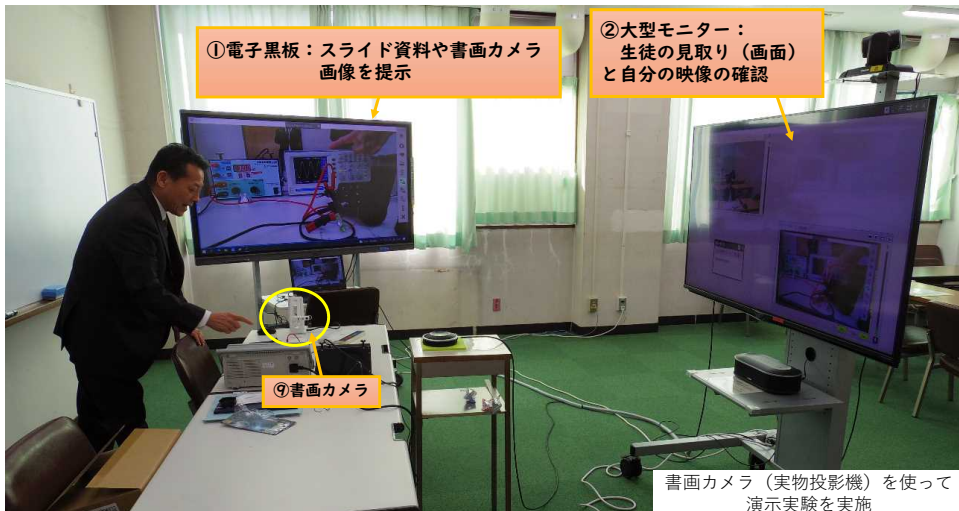 ①電子黒板：スライド資料や書画カメラ
画像を提示
②大型モニター：
生徒の見取り（画面）
と自分の映像の確認
⑨書画カメラ
書画カメラ（実物投影機）を使って
演示実験を実施